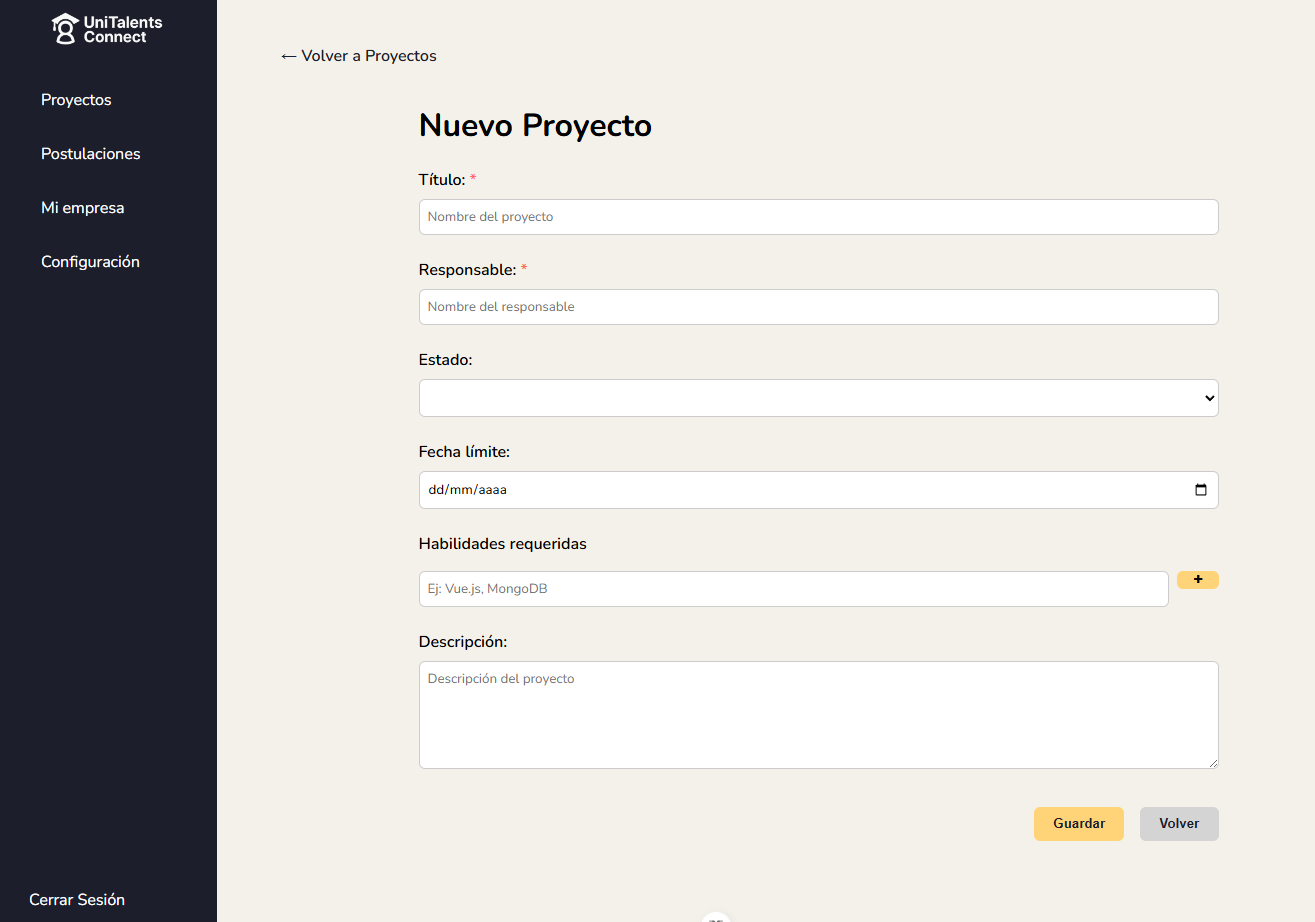 UniTalents
Connect
Proyectos
Postulaciones
Mi empresa
Configuración
Cerrar Sesión
← Volver a Proyectos
Nuevo Proyecto
Título: *
Nombre del proyecto
Responsable: *
Nombre del responsable
Estado:
Fecha límite:
dd/mm/aaaa
Habilidades requeridas
Ej: Vue.js, MongoDB
+
Descripción:
Descripción del proyecto
Guardar
Volver